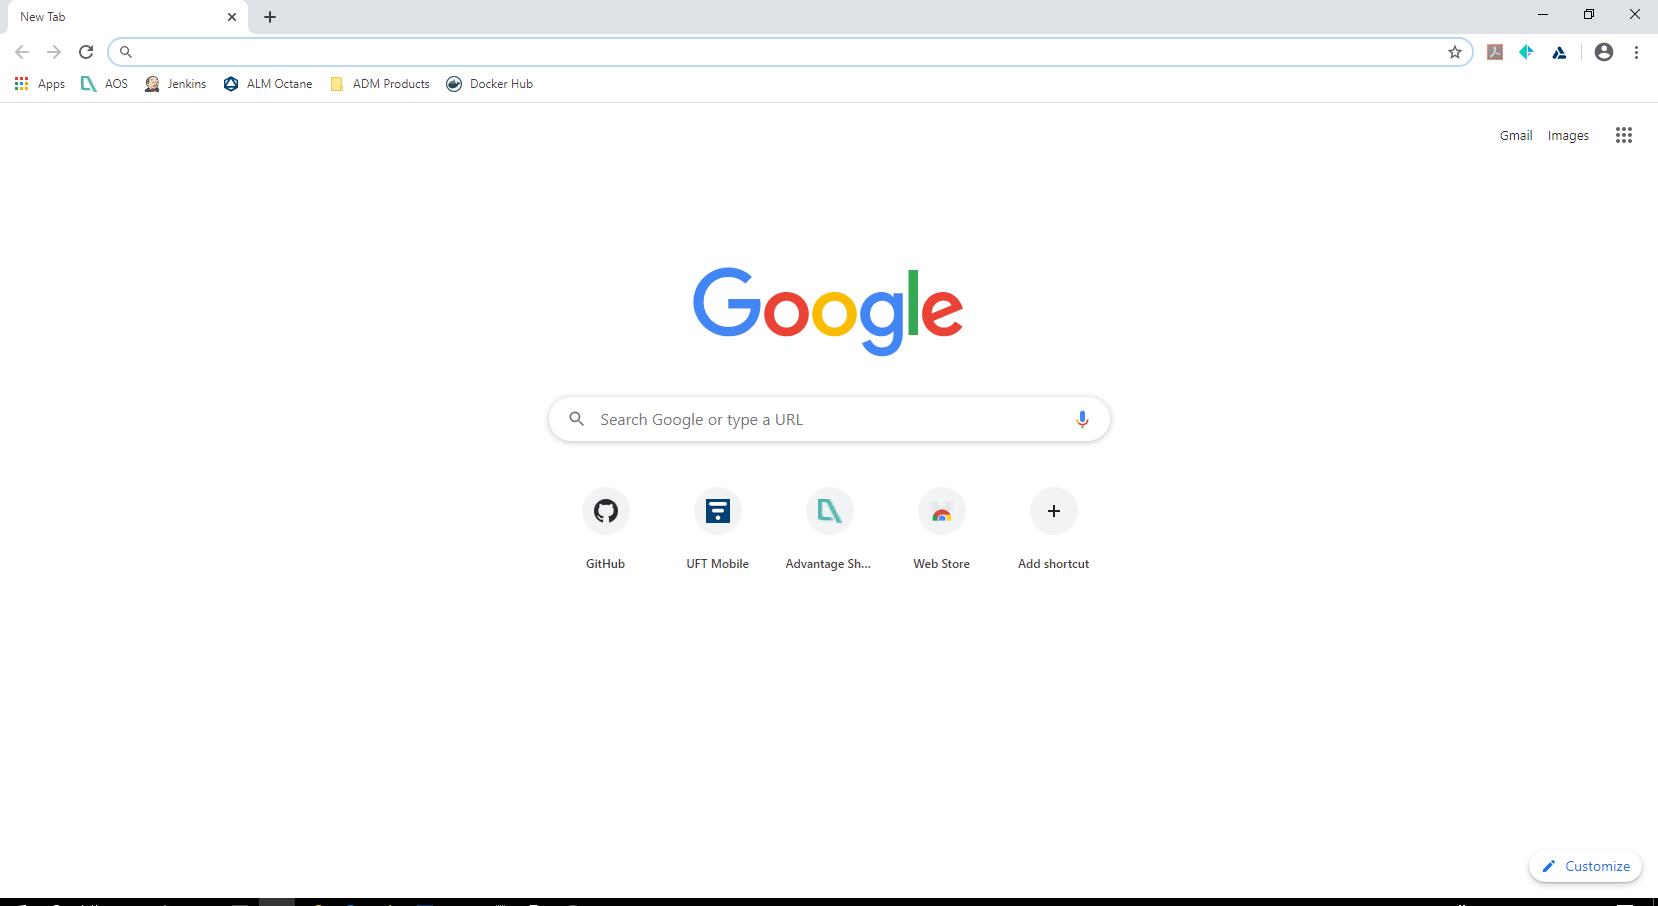 New Tab
Apps AOS Jenkins ALM Octane ADM Products Docker Hub
Gmail Images
Google
Search Google or type a URL
GitHub UFT Mobile Advantage Sh... Web Store Add shortcut
Customize